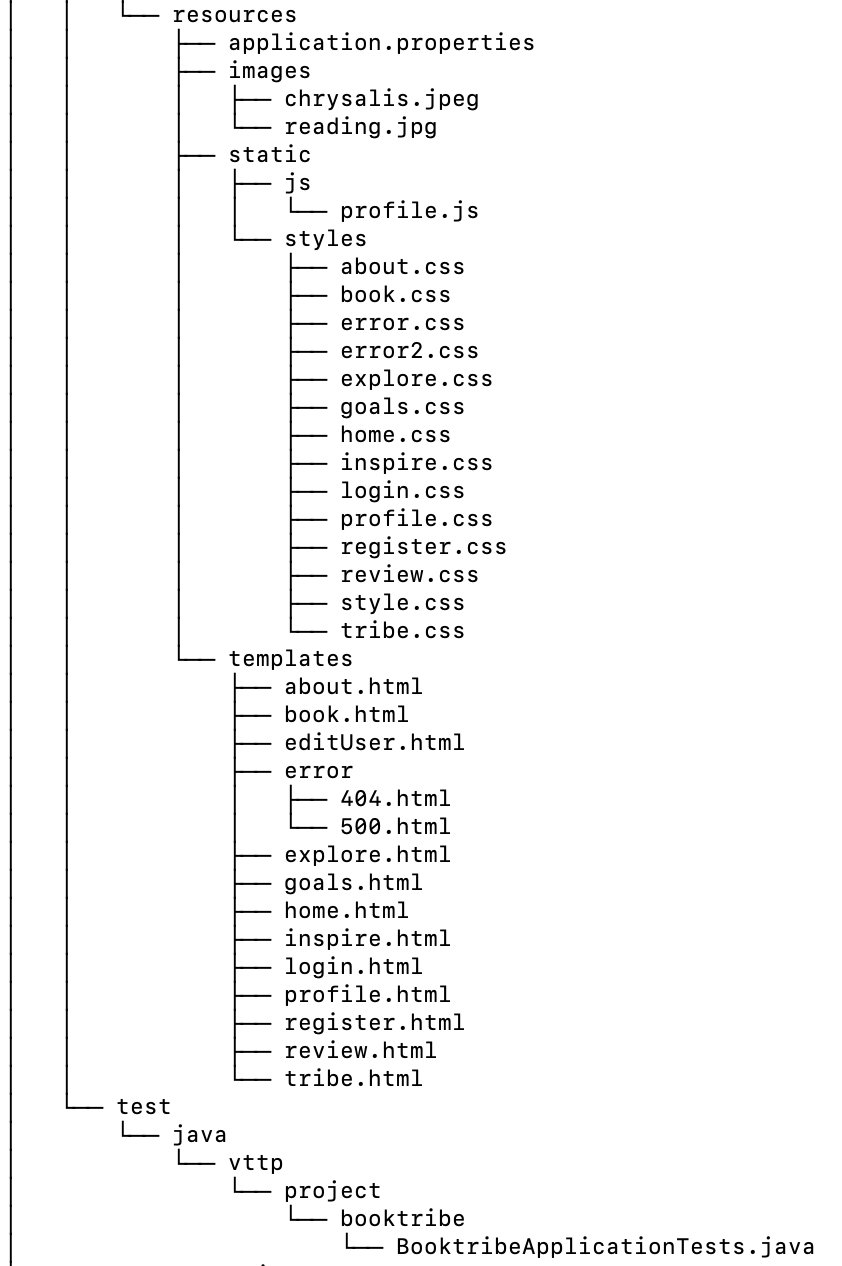 resources
application.properties
images
chrysalis.jpeg
reading.jpg
static
js
profile.js
styles
about.css
book.css
error.css
error2.css
explore.css
goals.css
home.css
inspire.css
login.css
profile.css
register.css
review.css
style.css
tribe.css
templates
about.html
book.html
editUser.html
error
404.html
500.html
explore.html
goals.html
home.html
inspire.html
login.html
profile.html
register.html
review.html
tribe.html
test
java
vttp
project
booktribe
BooktribeApplicationTests.java